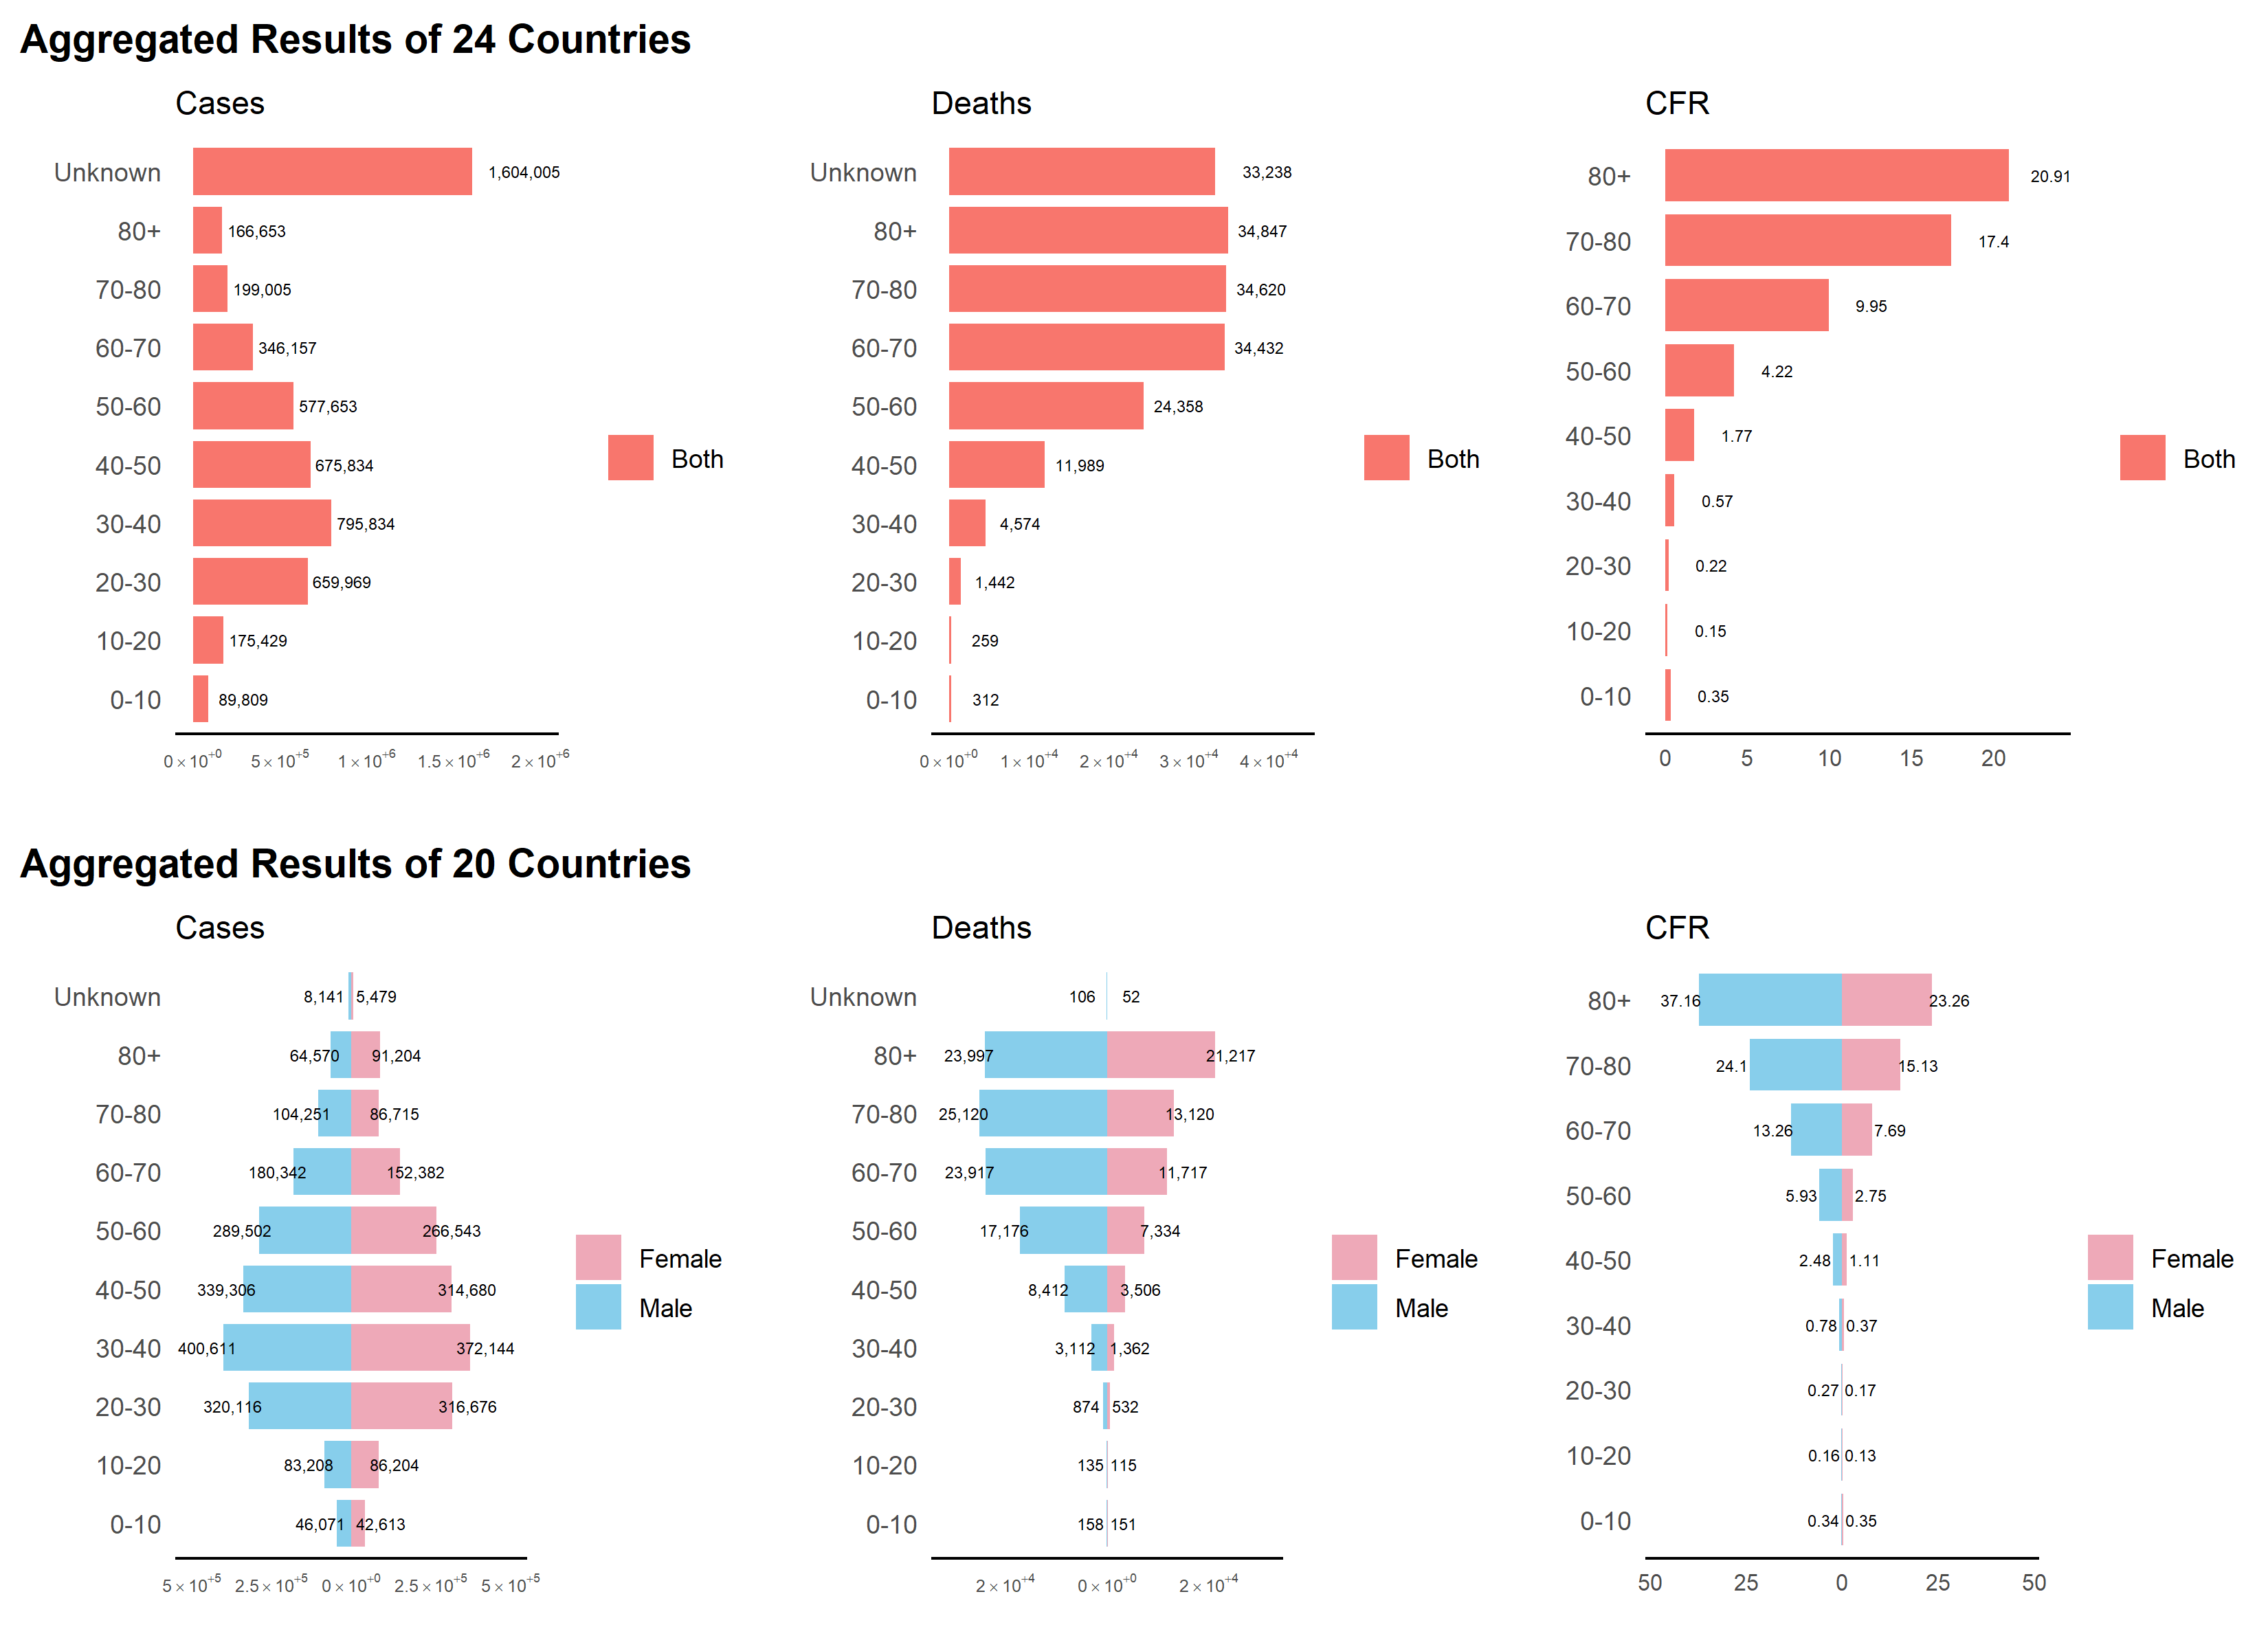 Aggregated Results of 24 Countries
Cases
Unknown 1,604,005
80+ 166,653
70-80 199,005
60-70 346,157
50-60 577,653
40-50 675,834
30-40 795,834
20-30 659,969
10-20 175,429
0-10 89,809
0×10⁺⁰ 5×10⁺⁵ 1×10⁺⁶ 1.5×10⁺⁶ 2×10⁺⁶
Both
Deaths
Unknown 33,238
80+ 34,847
70-80 34,620
60-70 34,432
50-60 24,358
40-50 11,989
30-40 4,574
20-30 1,442
10-20 259
0-10 312
0×10⁺⁰ 1×10⁺⁴ 2×10⁺⁴ 3×10⁺⁴ 4×10⁺⁴
Both
CFR
80+ 20.91
70-80 17.4
60-70 9.95
50-60 4.22
40-50 1.77
30-40 0.57
20-30 0.22
10-20 0.15
0-10 0.35
0 5 10 15 20
Both
Aggregated Results of 20 Countries
Cases
Unknown 8,141 5,479
80+ 64,570 91,204
70-80 104,251 86,715
60-70 180,342 152,382
50-60 289,502 266,543
40-50 339,306 314,680
30-40 400,611 372,144
20-30 320,116 316,676
10-20 83,208 86,204
0-10 46,071 42,613
5×10⁺⁵ 2.5×10⁺⁵ 0×10⁺⁰ 2.5×10⁺⁵ 5×10⁺⁵
Female
Male
Deaths
Unknown 106 52
80+ 23,997 21,217
70-80 25,120 13,120
60-70 23,917 11,717
50-60 17,176 7,334
40-50 8,412 3,506
30-40 3,112 1,362
20-30 874 532
10-20 135 115
0-10 158 151
2×10⁺⁴ 0×10⁺⁰ 2×10⁺⁴
Female
Male
CFR
80+ 37.16 23.26
70-80 24.1 15.13
60-70 13.26 7.69
50-60 5.93 2.75
40-50 2.48 1.11
30-40 0.78 0.37
20-30 0.27 0.17
10-20 0.16 0.13
0-10 0.34 0.35
50 25 0 25 50
Female
Male